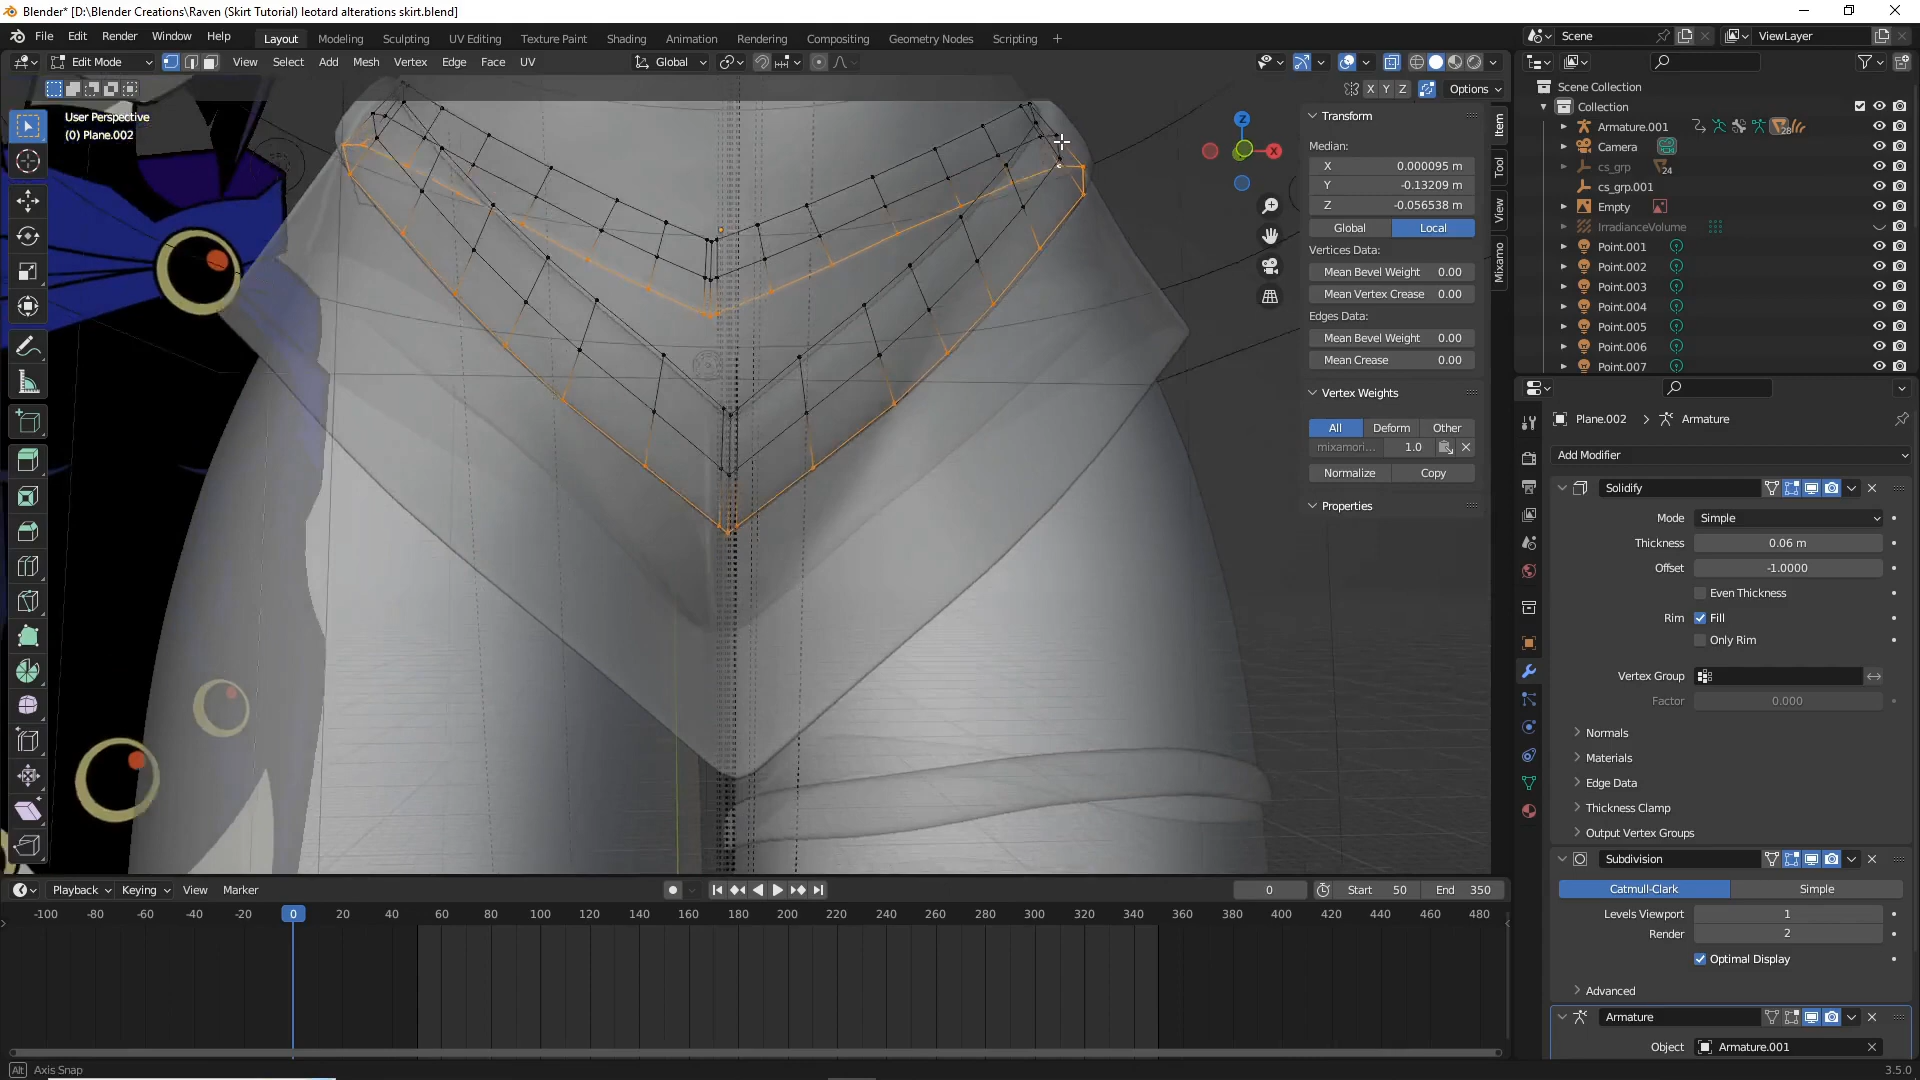 Blender* [D:\Blender Creations\Raven (Skirt Tutorial) leotard alterations skirt.blend]
File Edit Render Window Help Layout Modeling Sculpting UV Editing Texture Paint Shading Animation Rendering Compositing Geometry Nodes Scripting + Scene ViewLayer
Edit Mode View Select Add Mesh Vertex Edge Face UV Global
X Y Z Options
User Perspective
(0) Plane.002
Z
X
Transform
Median:
X 0.000095 m
Y -0.13209 m
Z -0.056538 m
Global Local
Vertices Data:
Mean Bevel Weight 0.00
Mean Vertex Crease 0.00
Edges Data:
Mean Bevel Weight 0.00
Mean Crease 0.00
Vertex Weights
All Deform Other
mixamori... 1.0
Normalize Copy
Properties
Item
Tool
View
Mixamo
Scene Collection
Collection
Armature.001 28
Camera
cs_grp 24
cs_grp.001
Empty
IrradianceVolume
Point.001
Point.002
Point.003
Point.004
Point.005
Point.006
Point.007
Plane.002 Armature
Add Modifier
Solidify
Mode Simple
Thickness 0.06 m
Offset -1.0000
Even Thickness
Rim Fill
Only Rim
Vertex Group
Factor 0.000
Normals
Materials
Edge Data
Thickness Clamp
Output Vertex Groups
Subdivision
Catmull-Clark Simple
Levels Viewport 1
Render 2
Optimal Display
Advanced
Armature
Object Armature.001
Playback Keying View Marker 0 Start 50 End 350
-100 -80 -60 -40 -20 0 20 40 60 80 100 120 140 160 180 200 220 240 260 280 300 320 340 360 380 400 420 440 460 480
Alt Axis Snap 3.5.0